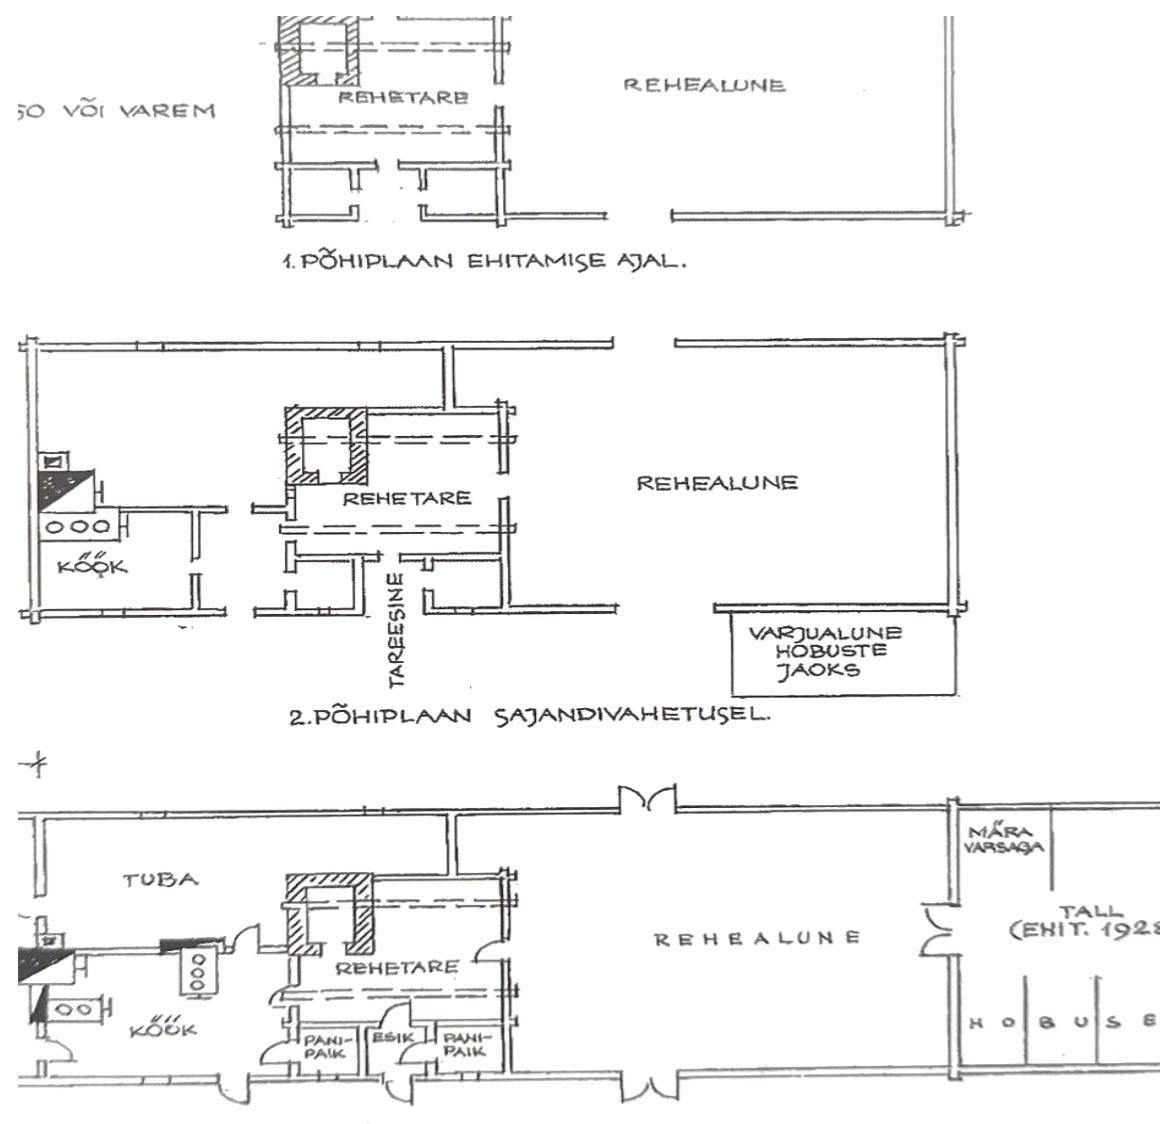 REHETARE
REHEALUNE
50 VÕI VAREM
1. PÕHIPLAAN EHITAMISE AJAL.
REHETARE
REHEALUNE
KÖÖK
TAREESINE
VARJUALUNE
HOBUSTE
JAOKS
2. PÕHIPLAAN SAJANDIVAHETUSEL.
MÄRA
VARSAGA
TUBA
TALL
(EHIT. 1928
REHEALUNE
REHETARE
KÖÖK
PANI-
PAIK
ESIK
PANI-
PAIK
HOBUSE